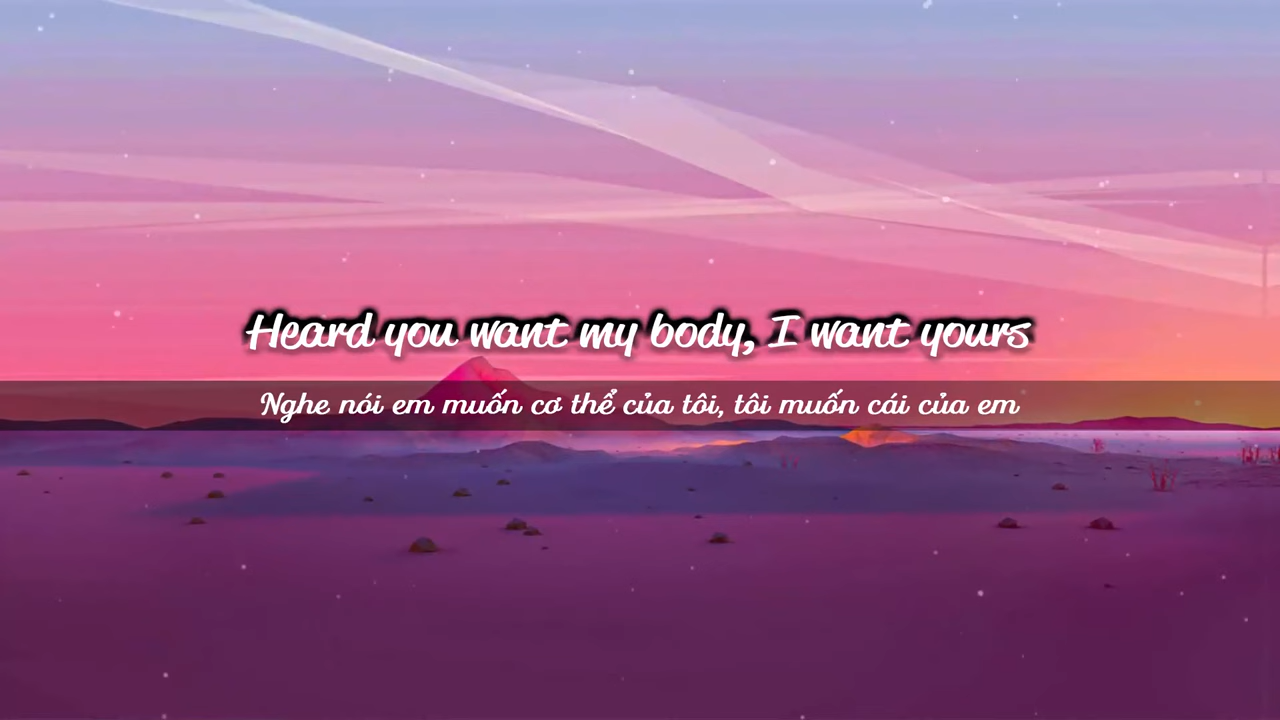 Heard you want my body, I want yours
Nghe nói em muốn cơ thể của tôi, tôi muốn cái của em